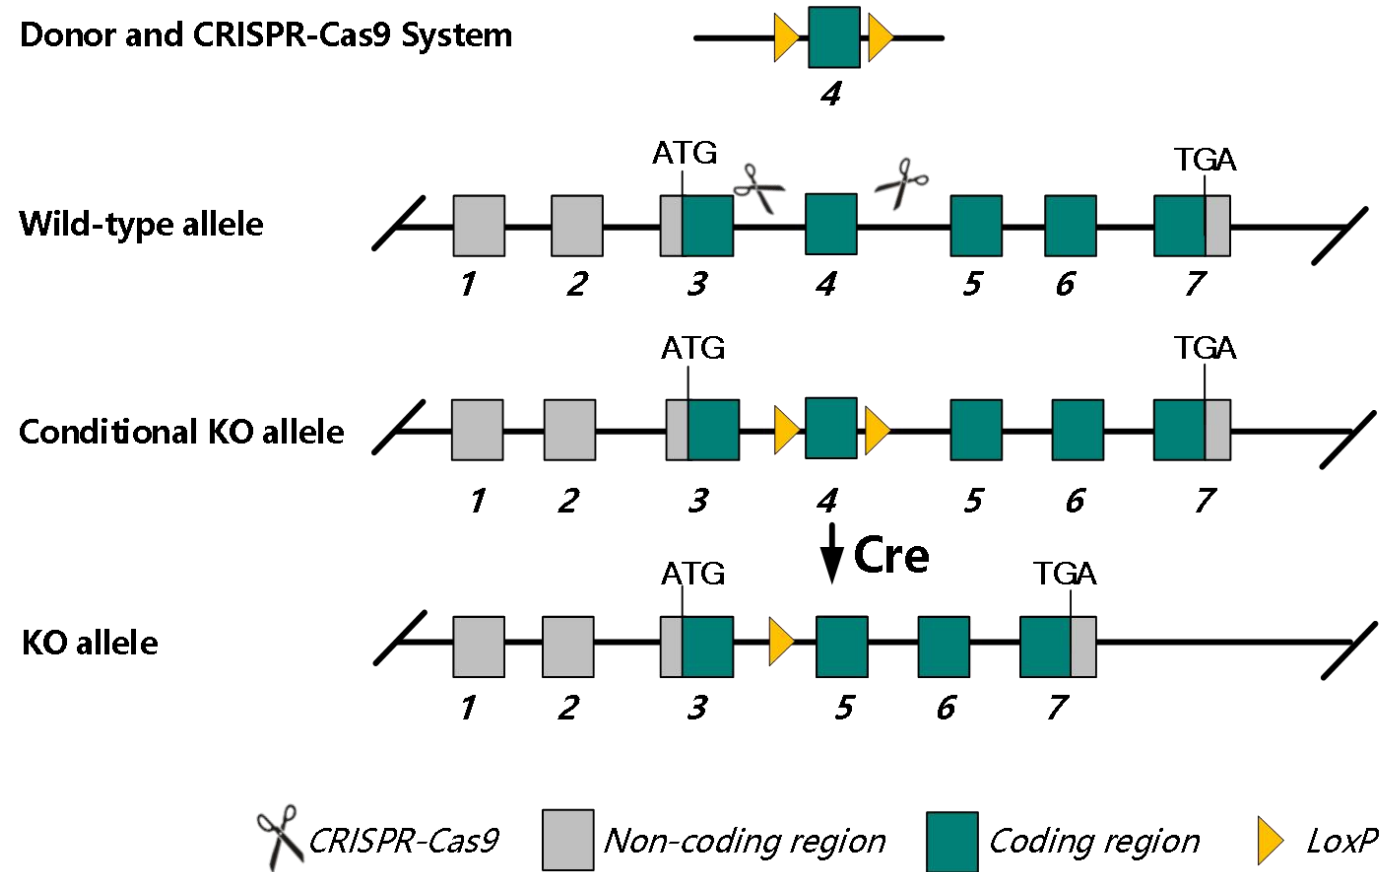 Donor and CRISPR-Cas9 System
4
ATG TGA
Wild-type allele
1 2 3 4 5 6 7
ATG TGA
Conditional KO allele
1 2 3 4 5 6 7
Cre
ATG TGA
KO allele
1 2 3 5 6 7
CRISPR-Cas9 Non-coding region Coding region LoxP